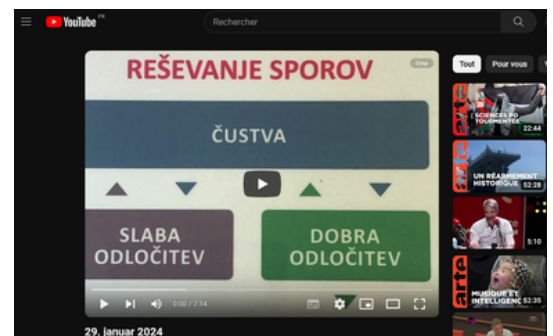 YouTube FR
Rechercher
REŠEVANJE SPOROV
ČUSTVA
SLABA
ODLOČITEV
DOBRA
ODLOČITEV
0:00 / 7:14
29. januar 2024
Tout
Pour vous
arte
SCIENCES PO
TOURMENTÉE
22:44
arte
UN RÉARMEMENT
HISTORIQUE
52:28
5:10
arte
MUSIQUE ET
INTELLIGENC
52:35